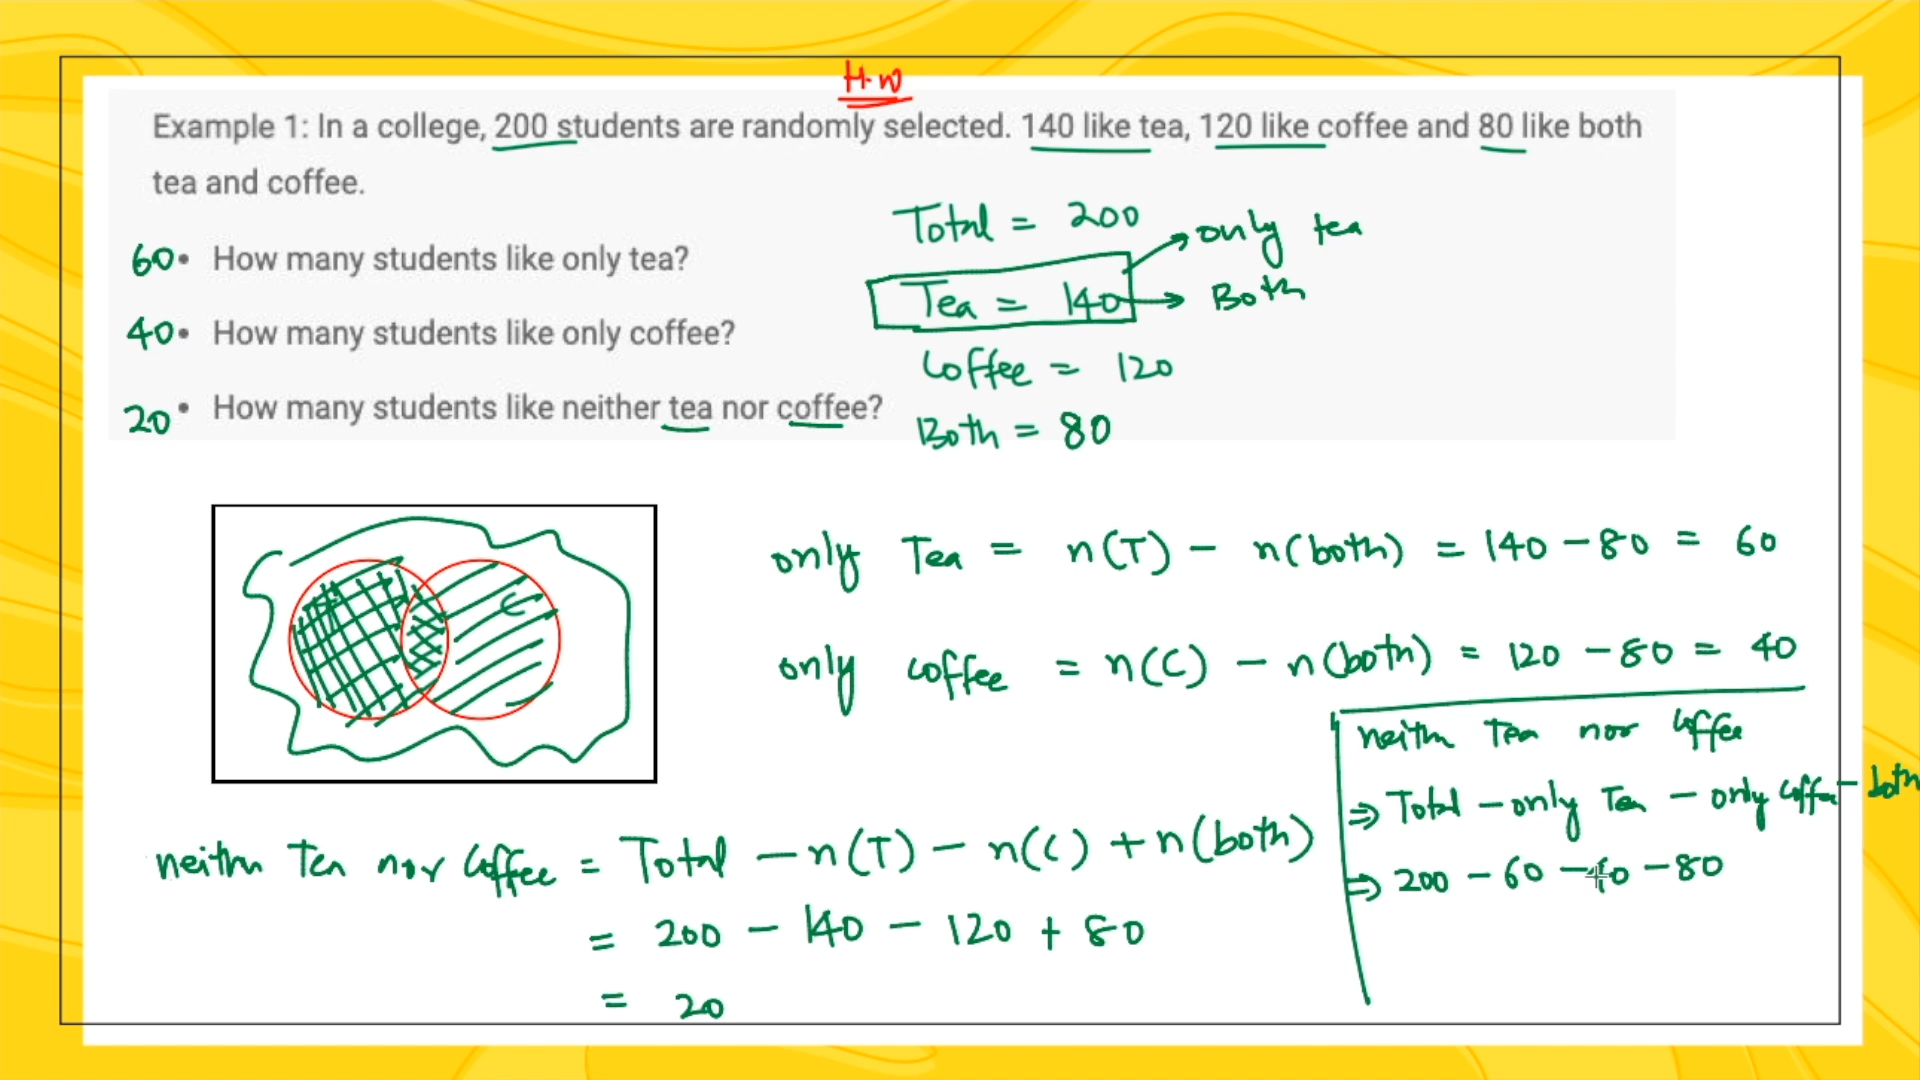 H.W
Example 1: In a college, 200 students are randomly selected. 140 like tea, 120 like coffee and 80 like both
tea and coffee.
Total = 200
only tea
60 • How many students like only tea?
Tea = 140
Both
40 • How many students like only coffee?
Coffee = 120
20 • How many students like neither tea nor coffee?
Both = 80
C
only Tea = n(T) - n(both) = 140 - 80 = 60
only coffee = n(C) - n(both) = 120 - 80 = 40
neithr Tea nor Coffee
⇒ Total - only Tea - only coffee - both
⇒ 200 - 60 - 40 - 80
neithr Tea nor Coffee = Total - n(T) - n(C) + n(both)
= 200 - 140 - 120 + 80
= 20